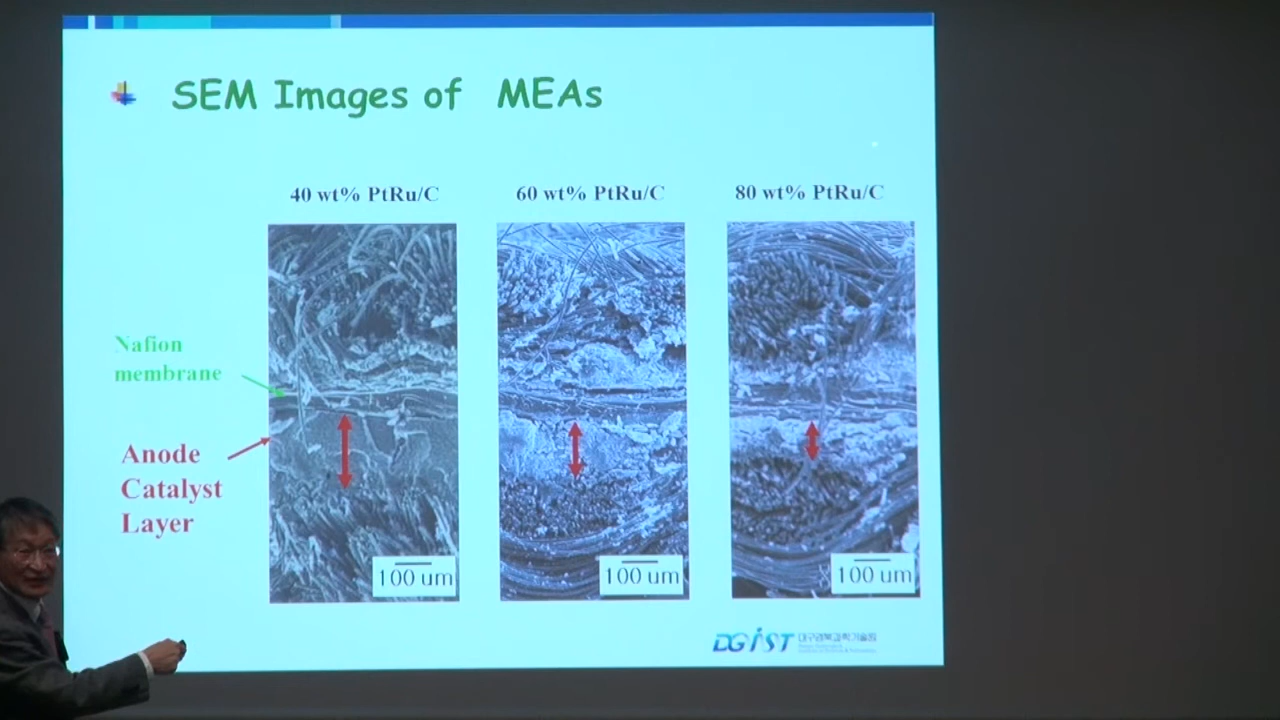 SEM Images of MEAs
40 wt% PtRu/C
60 wt% PtRu/C
80 wt% PtRu/C
Nafion
membrane
Anode
Catalyst
Layer
100 um
100 um
100 um
DGIST 대구경북과학기술원